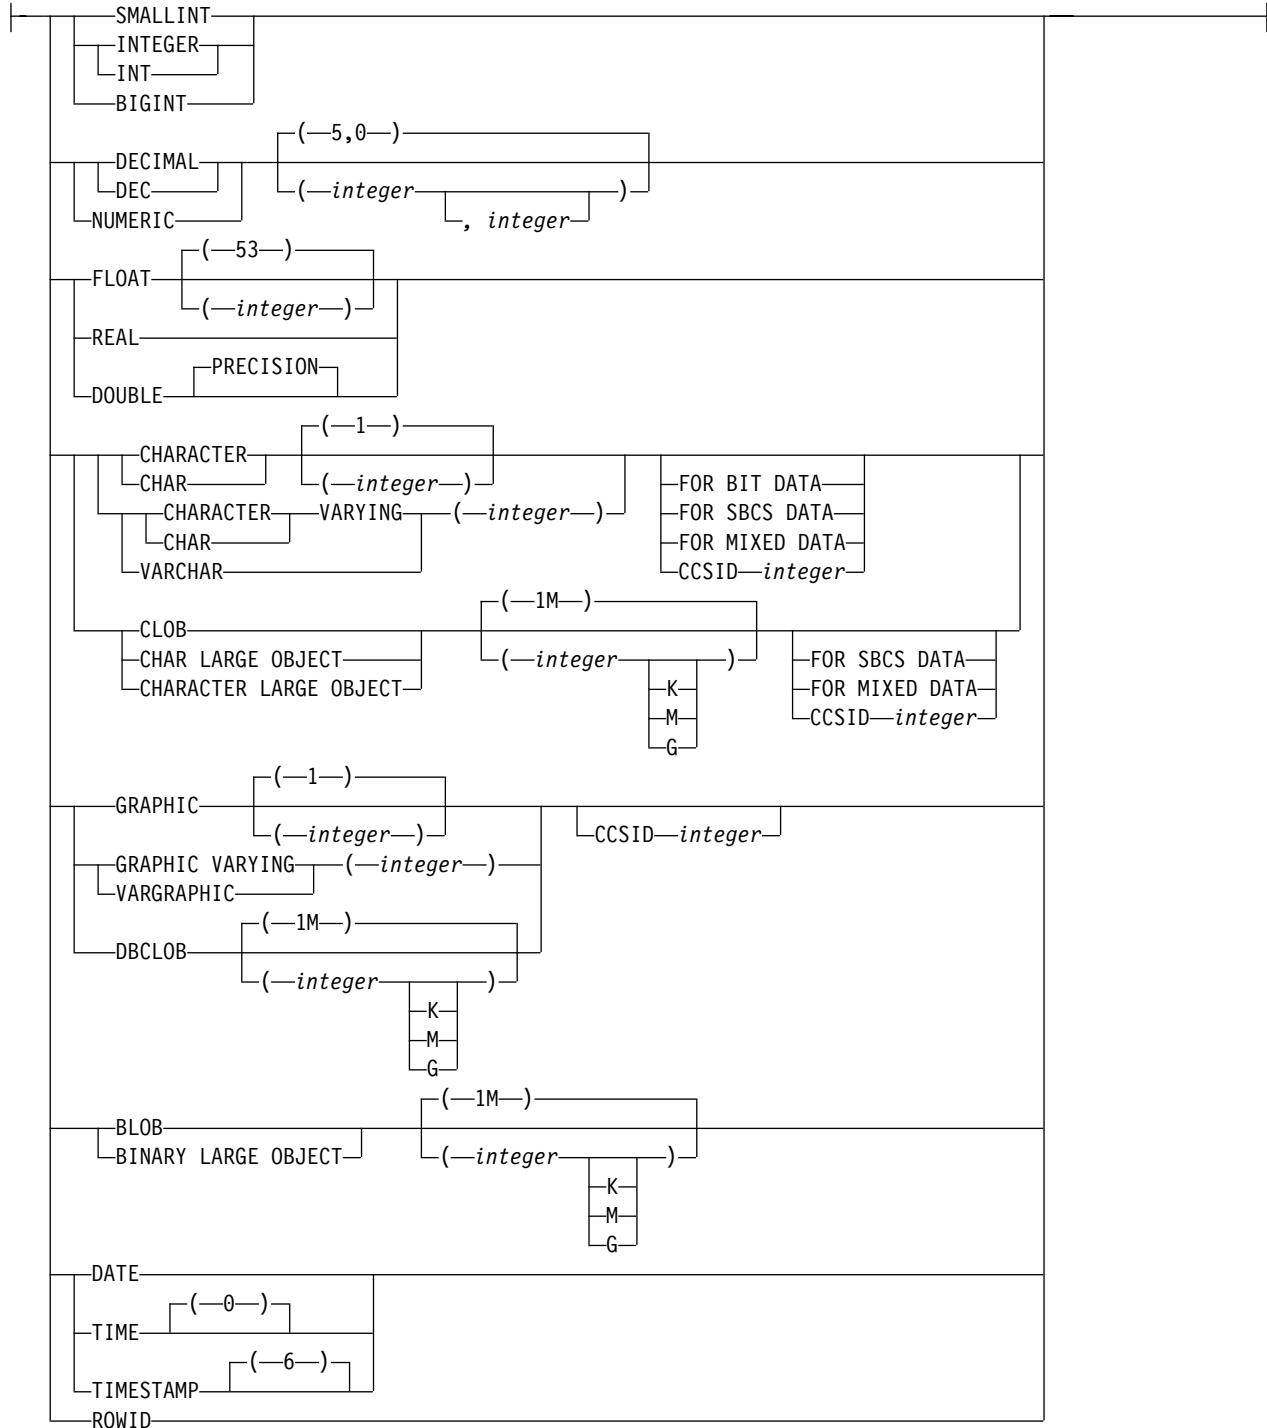 SMALLINT
INTEGER
INT
BIGINT
( 5,0 )
DECIMAL
DEC ( integer )
NUMERIC , integer
( 53 )
FLOAT
( integer )
REAL
PRECISION
DOUBLE
( 1 )
CHARACTER
CHAR ( integer ) FOR BIT DATA
CHARACTER VARYING ( integer ) FOR SBCS DATA
CHAR FOR MIXED DATA
VARCHAR CCSID integer
( 1M )
CLOB
CHAR LARGE OBJECT ( integer ) FOR SBCS DATA
CHARACTER LARGE OBJECT K FOR MIXED DATA
M CCSID integer
G
( 1 )
GRAPHIC
( integer ) CCSID integer
GRAPHIC VARYING ( integer )
VARGRAPHIC
( 1M )
DBCLOB
( integer )
K
M
G
( 1M )
BLOB
BINARY LARGE OBJECT ( integer )
K
M
G
DATE
( 0 )
TIME
( 6 )
TIMESTAMP
ROWID